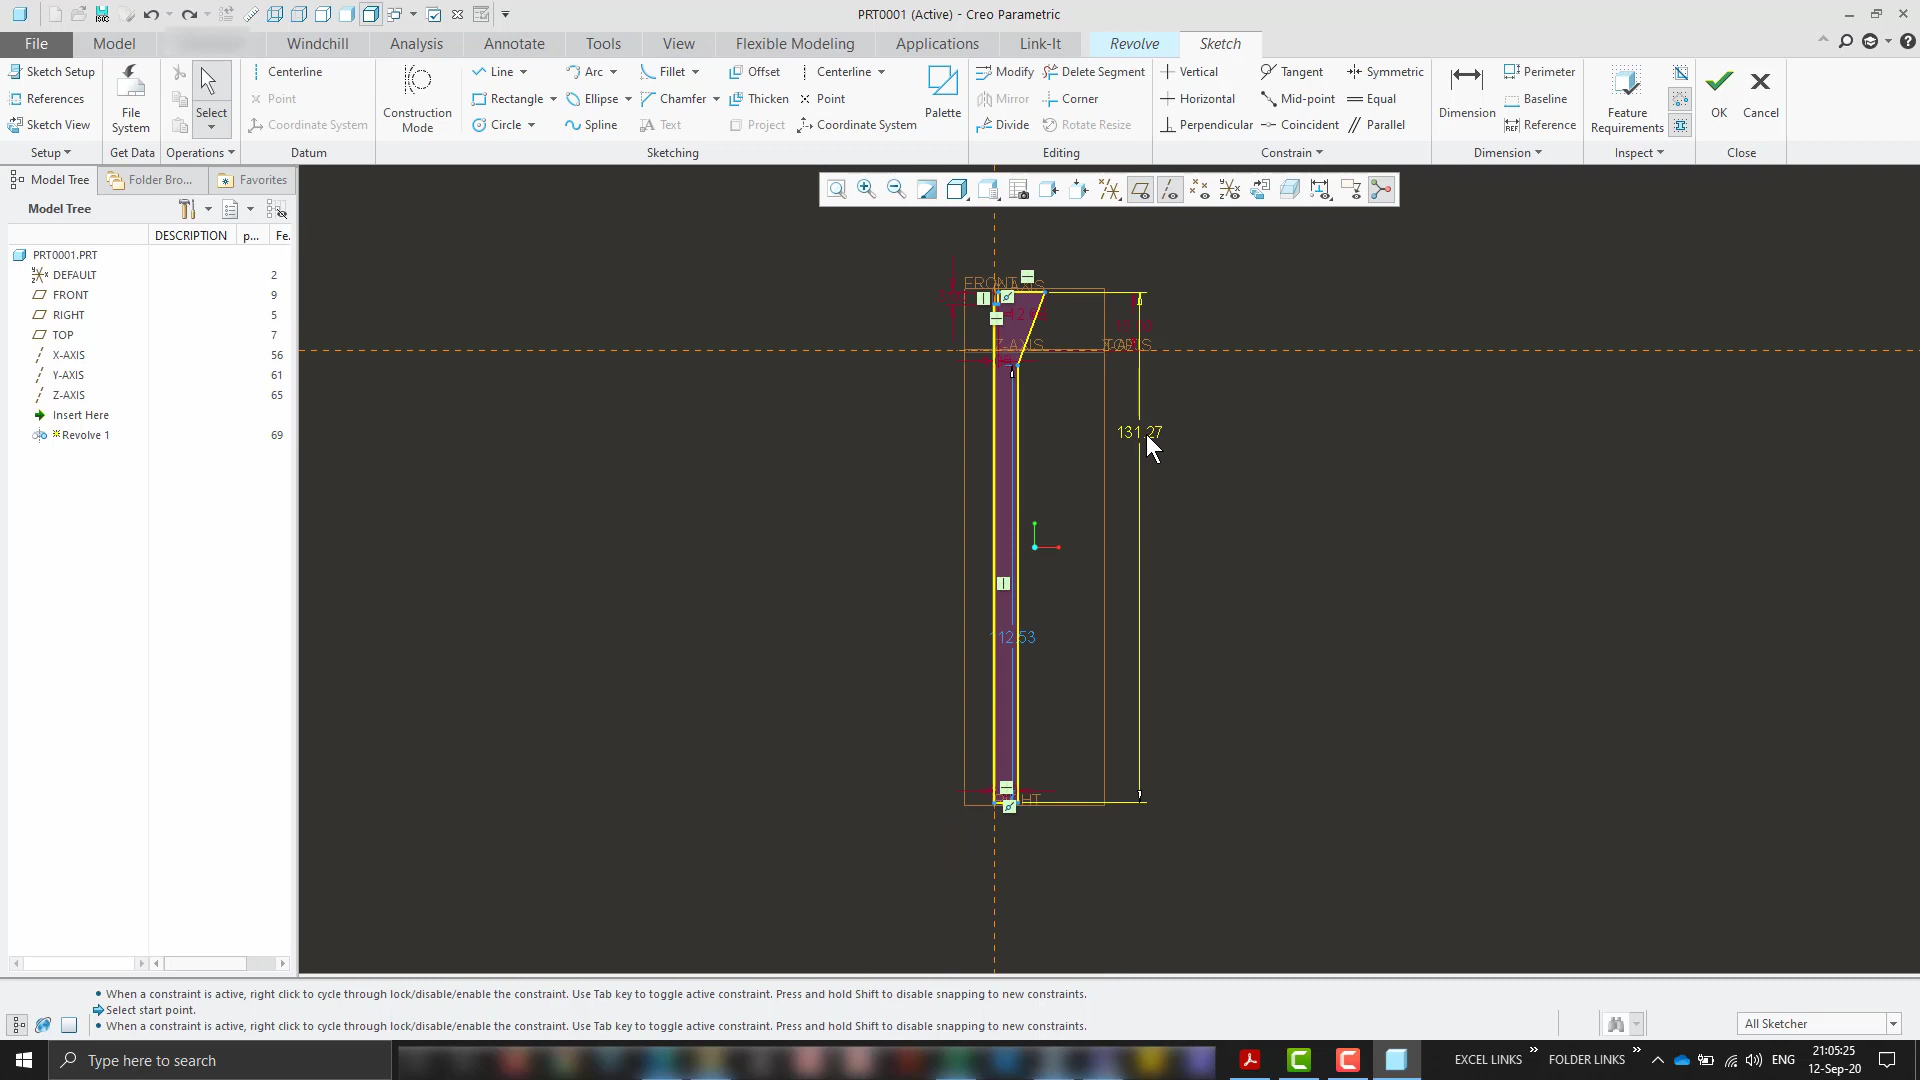 PRT0001 (Active) - Creo Parametric
File Model Windchill Analysis Annotate Tools View Flexible Modeling Applications Link-It Revolve Sketch
Sketch Setup
References
Sketch View
Setup
File System
Get Data
Select
Operations
Centerline
Point
Coordinate System
Datum
Construction Mode
Line Arc Fillet Offset Centerline
Rectangle Ellipse Chamfer Thicken Point
Circle Spline Text Project Coordinate System
Palette
Sketching
Modify Delete Segment
Mirror Corner
Divide Rotate Resize
Editing
Vertical Tangent Symmetric
Horizontal Mid-point Equal
Perpendicular Coincident Parallel
Constrain
Dimension
Perimeter
Baseline
REF Reference
Dimension
Feature Requirements
Inspect
OK Cancel
Close
Model Tree Folder Bro... Favorites
Model Tree
DESCRIPTION p... Fe.
PRT0001.PRT
DEFAULT 2
FRONT 9
RIGHT 5
TOP 7
X-AXIS 56
Y-AXIS 61
Z-AXIS 65
Insert Here
Revolve 1 69
Z-AXIS
131.27
112.53
When a constraint is active, right click to cycle through lock/disable/enable the constraint. Use Tab key to toggle active constraint. Press and hold Shift to disable snapping to new constraints.
Select start point.
When a constraint is active, right click to cycle through lock/disable/enable the constraint. Use Tab key to toggle active constraint. Press and hold Shift to disable snapping to new constraints.
All Sketcher
Type here to search
EXCEL LINKS » FOLDER LINKS » ENG
21:05:25
12-Sep-20